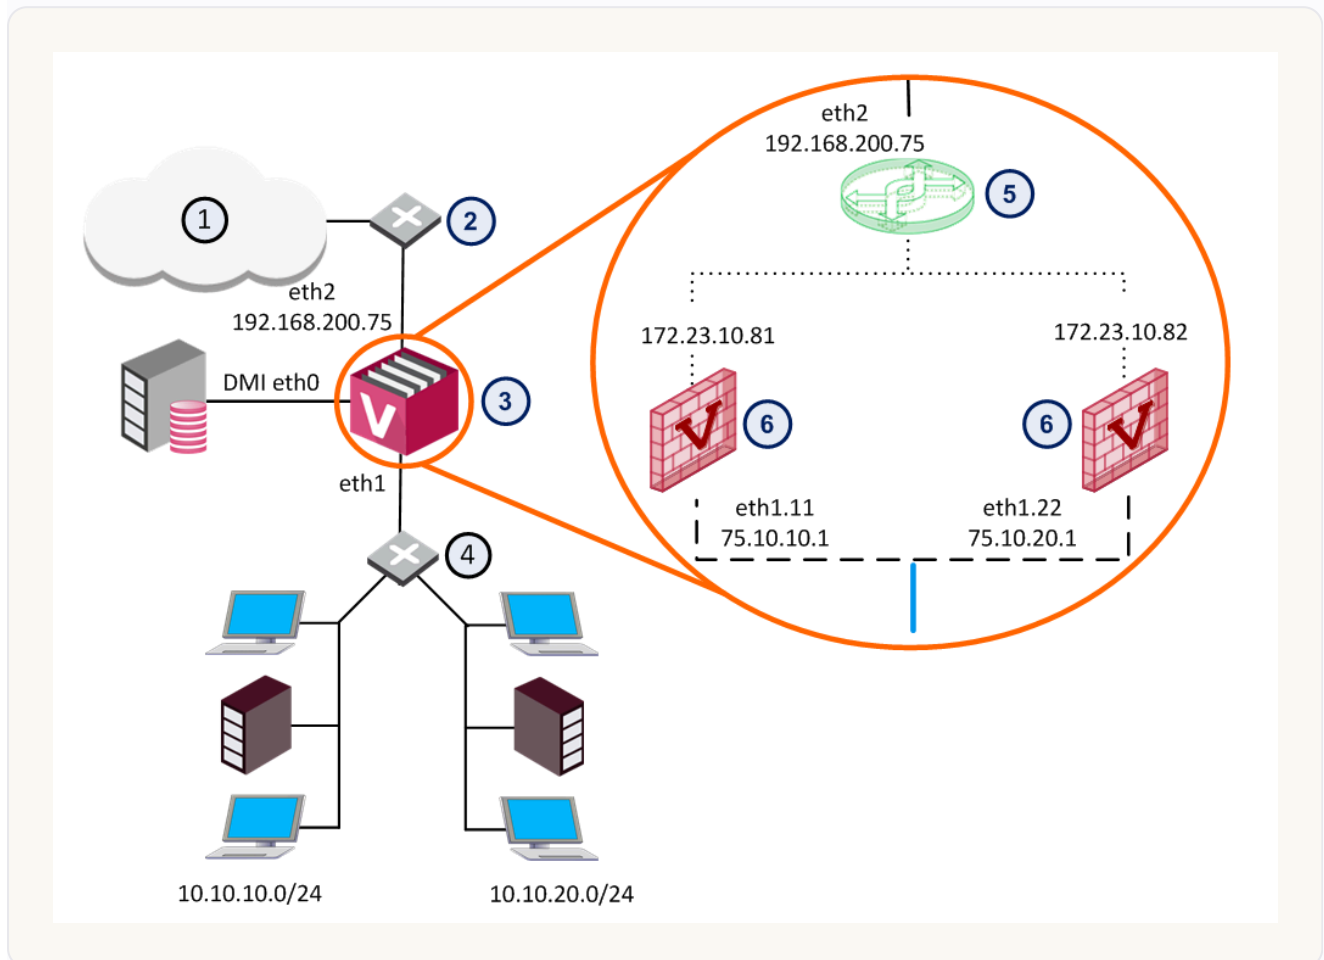 1
2
eth2
192.168.200.75
DMI eth0
V
3
eth1
4
10.10.10.0/24
10.10.20.0/24
eth2
192.168.200.75
5
172.23.10.81
172.23.10.82
V
6
6
V
eth1.11
75.10.10.1
eth1.22
75.10.20.1